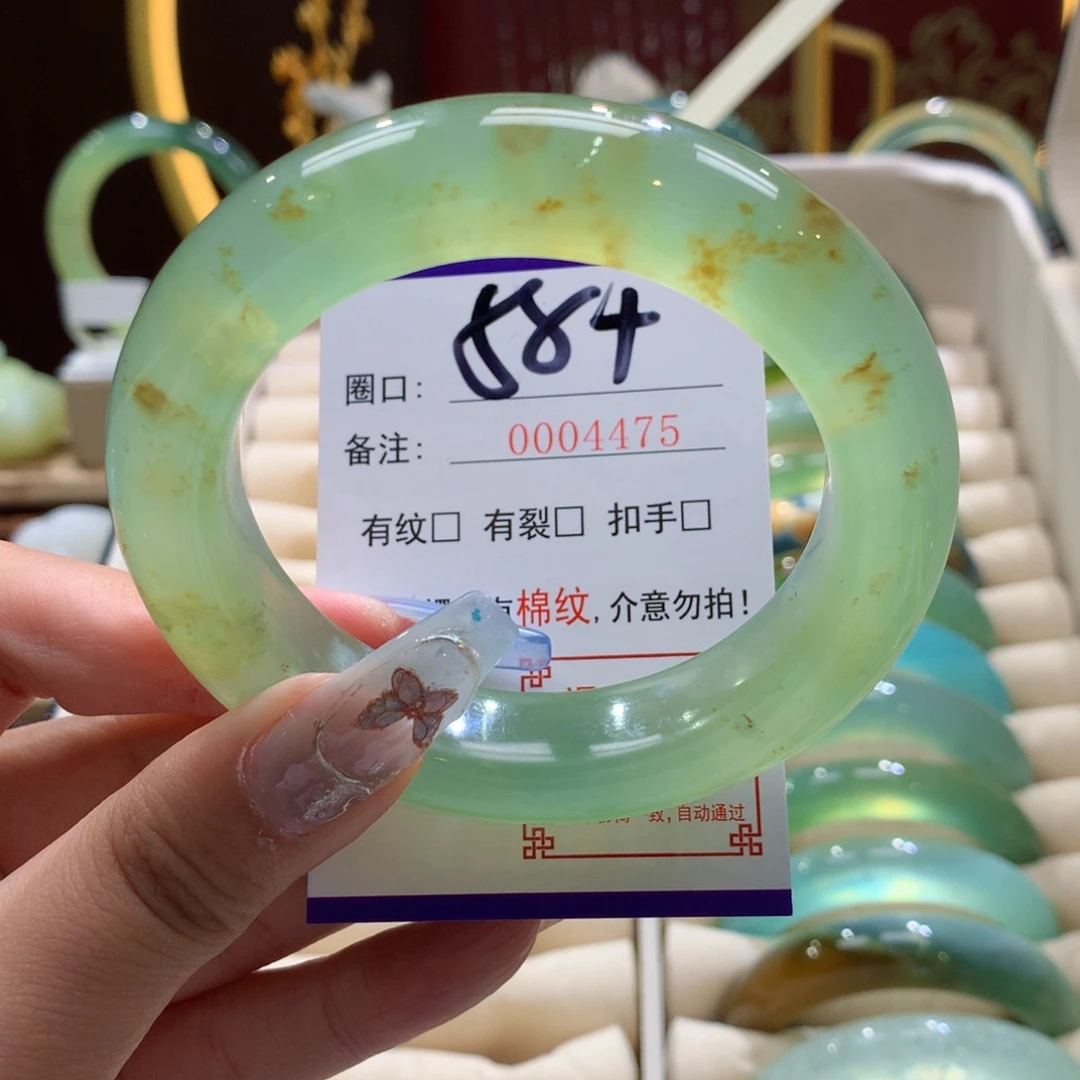 圈口: 584
备注: 0004475
有纹□ 有裂□ 扣手□
棉纹, 介意勿拍!
致, 自动通过